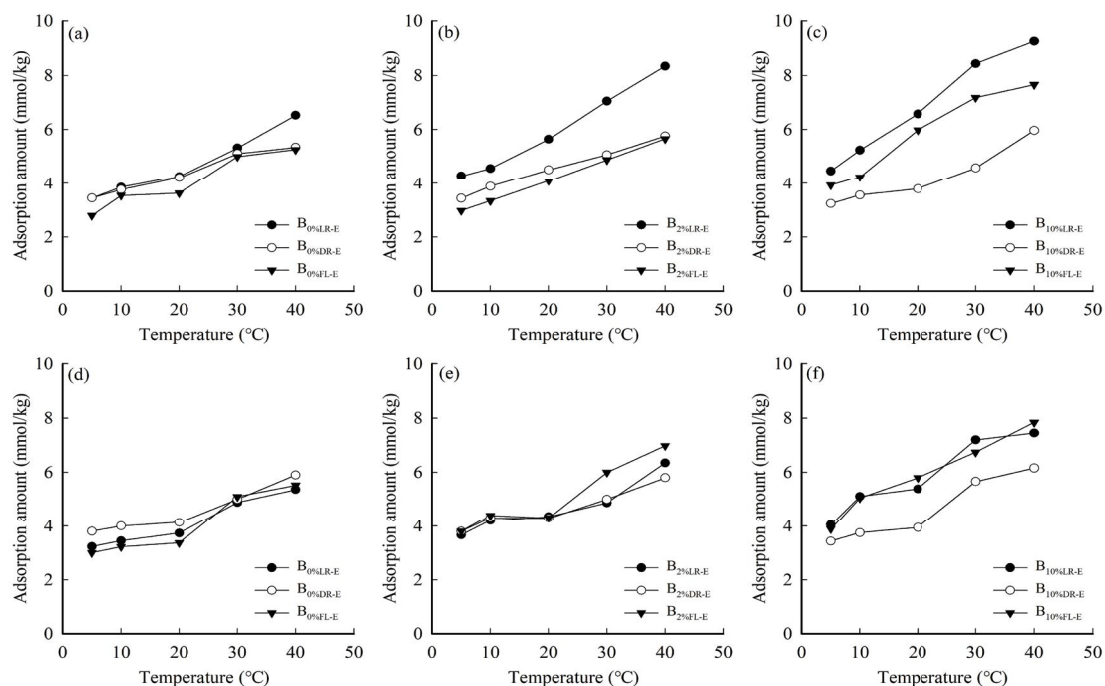 (a)
Adsorption amount (mmol/kg)
10
8
6
4
2
0
B0%LR-E
B0%DR-E
B0%FL-E
0 10 20 30 40 50
Temperature (°C)
(b)
Adsorption amount (mmol/kg)
10
8
6
4
2
0
B2%LR-E
B2%DR-E
B2%FL-E
0 10 20 30 40 50
Temperature (°C)
(c)
Adsorption amount (mmol/kg)
10
8
6
4
2
0
B10%LR-E
B10%DR-E
B10%FL-E
0 10 20 30 40 50
Temperature (°C)
(d)
Adsorption amount (mmol/kg)
10
8
6
4
2
0
B0%LR-E
B0%DR-E
B0%FL-E
0 10 20 30 40 50
Temperature (°C)
(e)
Adsorption amount (mmol/kg)
10
8
6
4
2
0
B2%LR-E
B2%DR-E
B2%FL-E
0 10 20 30 40 50
Temperature (°C)
(f)
Adsorption amount (mmol/kg)
10
8
6
4
2
0
B10%LR-E
B10%DR-E
B10%FL-E
0 10 20 30 40 50
Temperature (°C)